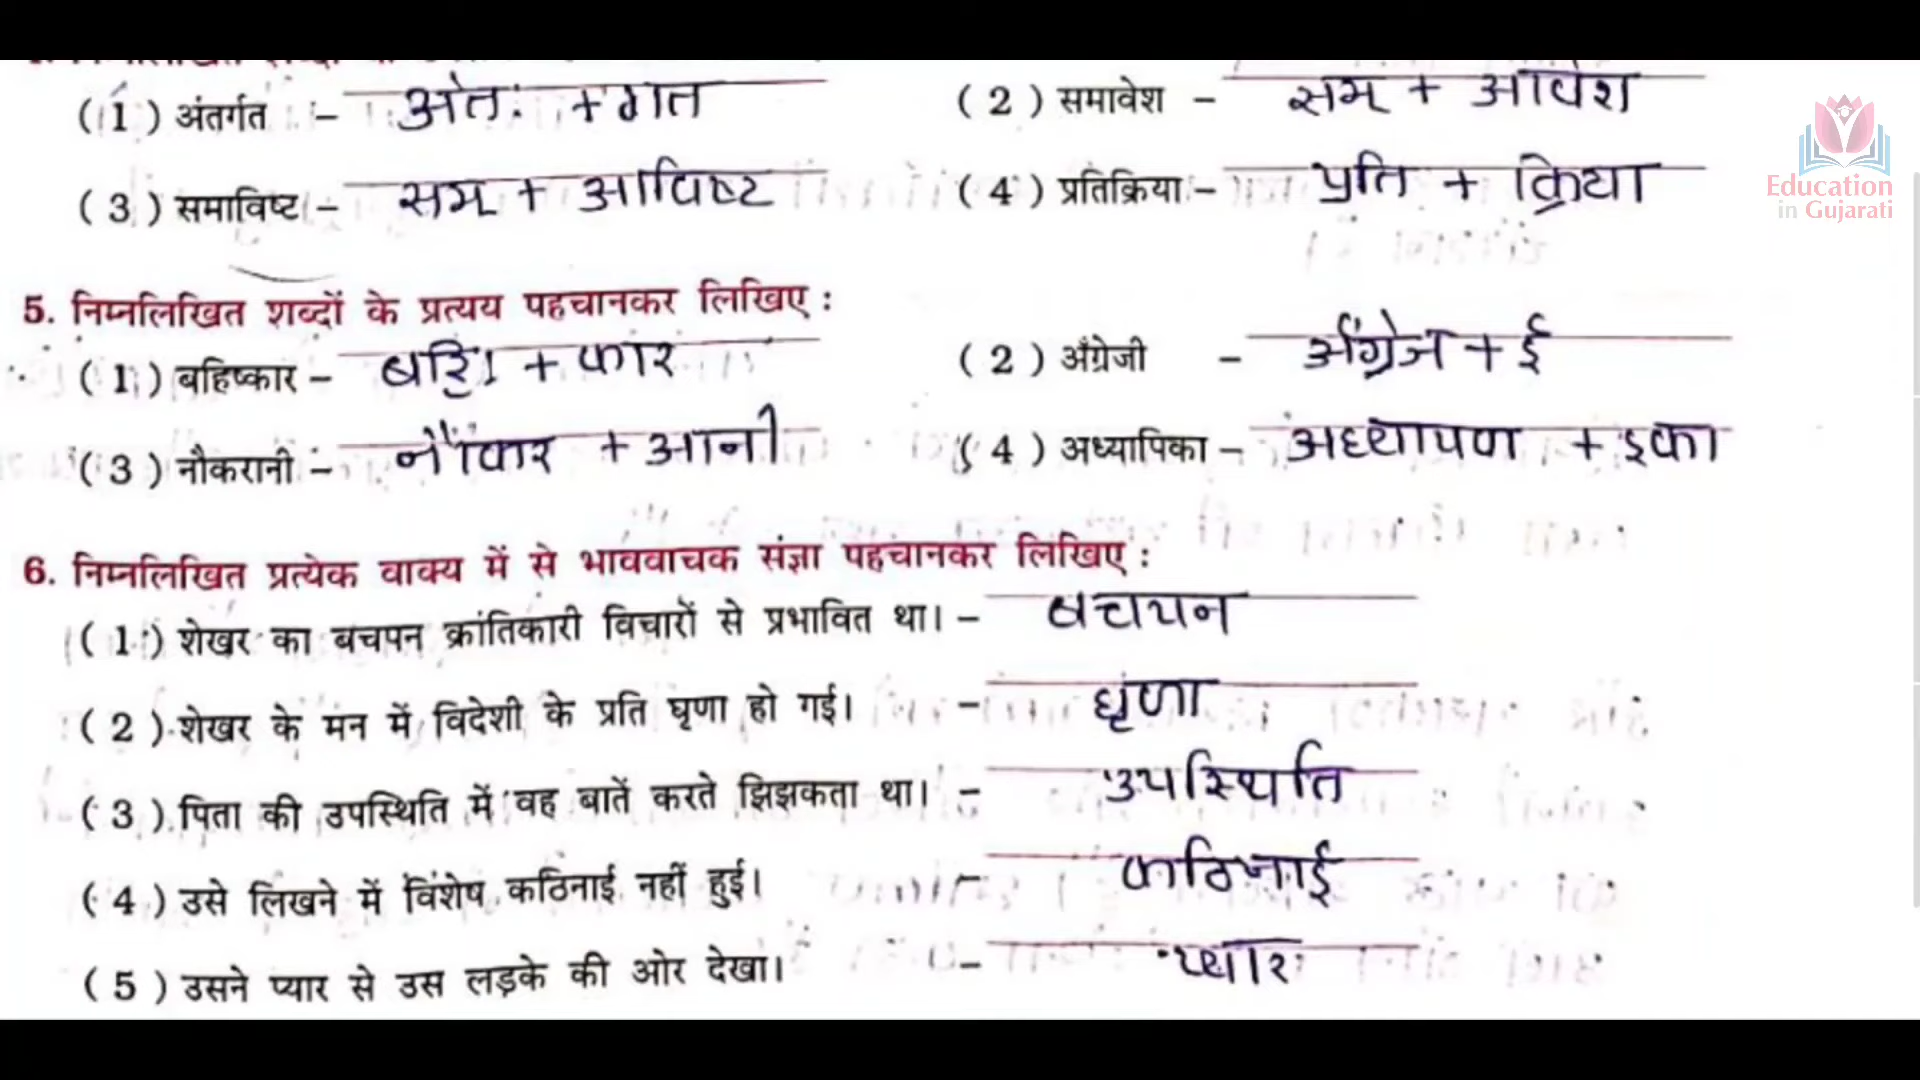 (1) अंतर्गत - अंत: + गत (2) समावेश - सम् + आवेश
Education
in Gujarati
(3) समाविष्ट - सम् + आविष्ट (4) प्रतिक्रिया - प्रति + क्रिया
5. निम्नलिखित शब्दों के प्रत्यय पहचानकर लिखिए :
(1) बहिष्कार - + कार (2) अँग्रेजी - अँग्रेज + ई
(3) नौकरानी - नौकर + आनी (4) अध्यापिका - अध्यापण + इका
6. निम्नलिखित प्रत्येक वाक्य में से भाववाचक संज्ञा पहचानकर लिखिए :
(1) शेखर का बचपन क्रांतिकारी विचारों से प्रभावित था। - बचपन
(2) शेखर के मन में विदेशी के प्रति घृणा हो गई। - घृणा
(3) पिता की उपस्थिति में वह बातें करते झिझकता था। - उपस्थिति
(4) उसे लिखने में विशेष कठिनाई नहीं हुई। - कठिनाई
(5) उसने प्यार से उस लड़के की ओर देखा। - प्यार